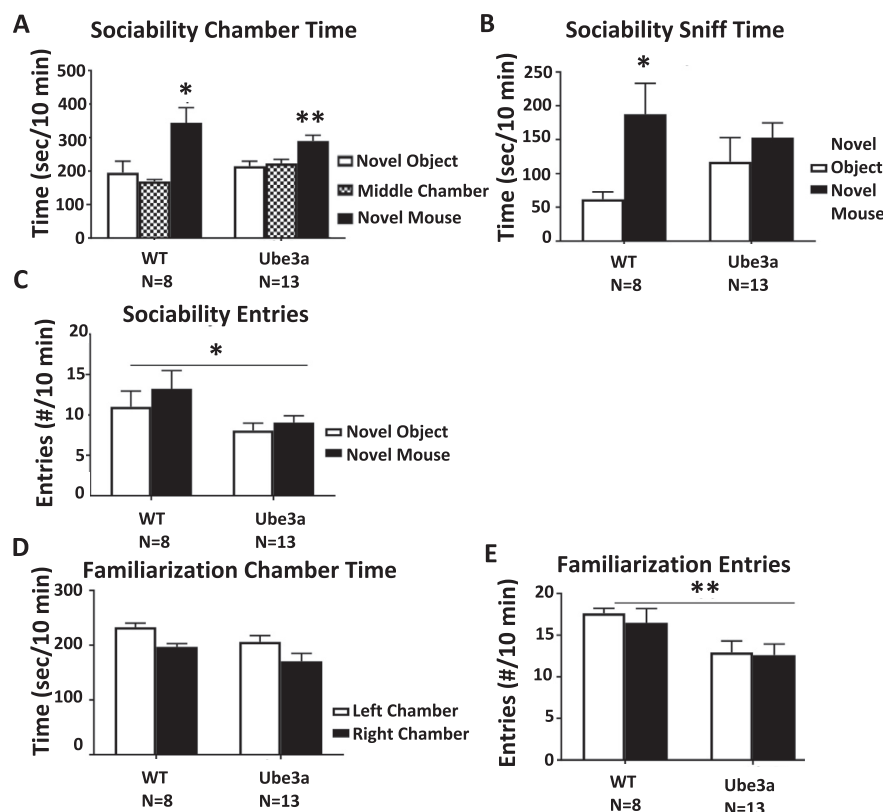 A
Sociability Chamber Time
Time (sec/10 min)
500
400
300
200
100
0
*
**
Novel Object
Middle Chamber
Novel Mouse
WT
N=8
Ube3a
N=13
B
Sociability Sniff Time
Time (sec/10 min)
250
200
150
100
50
0
*
Novel
Object
Novel
Mouse
WT
N=8
Ube3a
N=13
C
Sociability Entries
Entries (#/10 min)
20
15
10
5
0
*
Novel Object
Novel Mouse
WT
N=8
Ube3a
N=13
D
Familiarization Chamber Time
Time (sec/10 min)
300
200
100
0
Left Chamber
Right Chamber
WT
N=8
Ube3a
N=13
E
Familiarization Entries
Entries (#/10 min)
20
15
10
5
0
**
WT
N=8
Ube3a
N=13